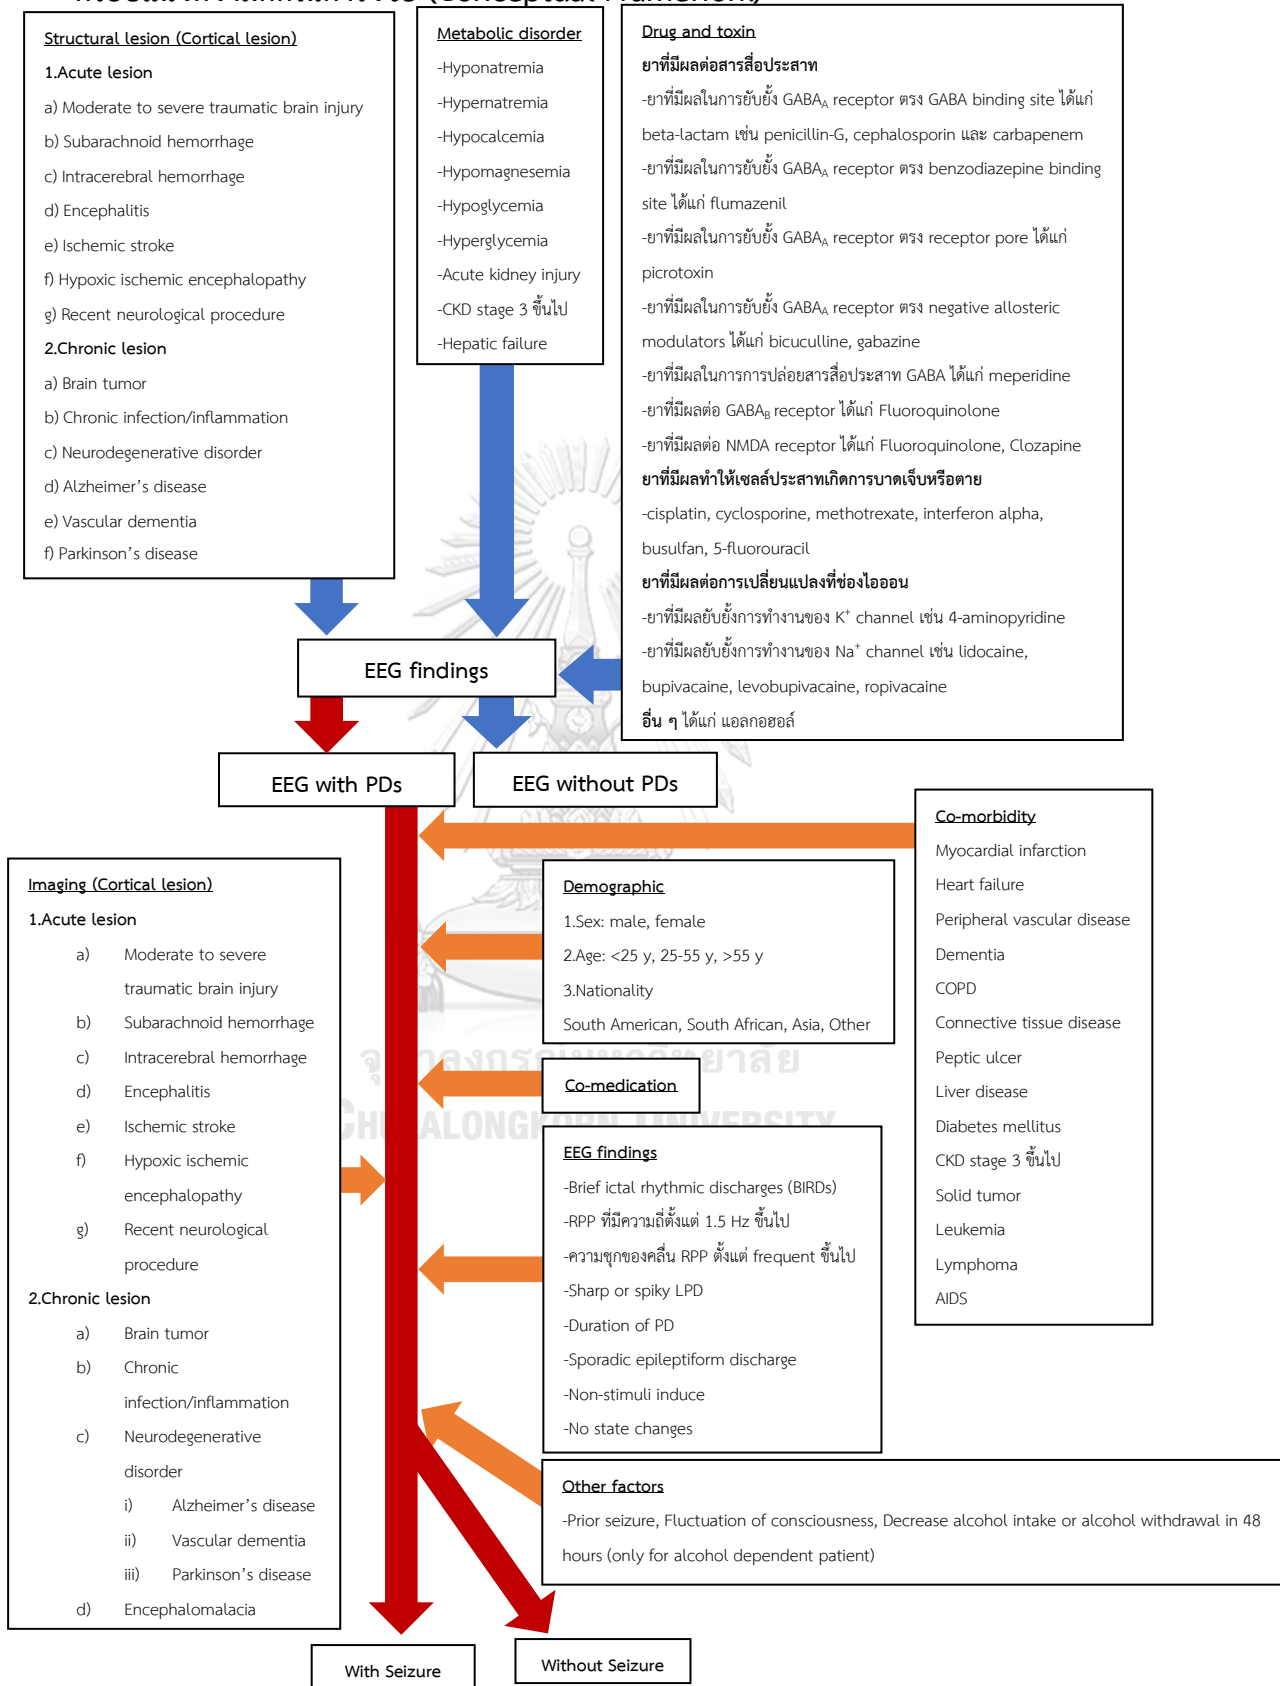 (Conceptual Framework)
Structural lesion (Cortical lesion)
1.Acute lesion
a) Moderate to severe traumatic brain injury
b) Subarachnoid hemorrhage
c) Intracerebral hemorrhage
d) Encephalitis
e) Ischemic stroke
f) Hypoxic ischemic encephalopathy
g) Recent neurological procedure
2.Chronic lesion
a) Brain tumor
b) Chronic infection/inflammation
c) Neurodegenerative disorder
d) Alzheimer's disease
e) Vascular dementia
f) Parkinson's disease
Metabolic disorder
-Hyponatremia
-Hypernatremia
-Hypocalcemia
-Hypomagnesemia
-Hypoglycemia
-Hyperglycemia
-Acute kidney injury
-CKD stage 3 ขึ้นไป
-Hepatic failure
Drug and toxin
ยาที่มีผลต่อสารสื่อประสาท
-ยาที่มีผลในการยับยั้ง GABA_A receptor ตรง GABA binding site ได้แก่
beta-lactam เช่น penicillin-G, cephalosporin และ carbapenem
-ยาที่มีผลในการยับยั้ง GABA_A receptor ตรง benzodiazepine binding
site ได้แก่ flumazenil
-ยาที่มีผลในการยับยั้ง GABA_A receptor ตรง receptor pore ได้แก่
picrotoxin
-ยาที่มีผลในการยับยั้ง GABA_A receptor ตรง negative allosteric
modulators ได้แก่ bicuculline, gabazine
-ยาที่มีผลในการการปล่อยสารสื่อประสาท GABA ได้แก่ meperidine
-ยาที่มีผลต่อ GABA_B receptor ได้แก่ Fluoroquinolone
-ยาที่มีผลต่อ NMDA receptor ได้แก่ Fluoroquinolone, Clozapine
ยาที่มีผลทำให้เซลล์ประสาทเกิดการบาดเจ็บหรือตาย
-cisplatin, cyclosporine, methotrexate, interferon alpha,
busulfan, 5-fluorouracil
ยาที่มีผลต่อการเปลี่ยนแปลงที่ช่องไอออน
-ยาที่มีผลยับยั้งการทำงานของ K⁺ channel เช่น 4-aminopyridine
-ยาที่มีผลยับยั้งการทำงานของ Na⁺ channel เช่น lidocaine,
bupivacaine, levobupivacaine, ropivacaine
อื่น ๆ ได้แก่ แอลกอฮอล์
EEG findings
EEG with PDs
EEG without PDs
Co-morbidity
Myocardial infarction
Heart failure
Peripheral vascular disease
Dementia
COPD
Connective tissue disease
Peptic ulcer
Liver disease
Diabetes mellitus
CKD stage 3 ขึ้นไป
Solid tumor
Leukemia
Lymphoma
AIDS
Imaging (Cortical lesion)
1.Acute lesion
a) Moderate to severe
traumatic brain injury
b) Subarachnoid hemorrhage
c) Intracerebral hemorrhage
d) Encephalitis
e) Ischemic stroke
f) Hypoxic ischemic
encephalopathy
g) Recent neurological
procedure
2.Chronic lesion
a) Brain tumor
b) Chronic
infection/inflammation
c) Neurodegenerative
disorder
i) Alzheimer's disease
ii) Vascular dementia
iii) Parkinson's disease
d) Encephalomalacia
Demographic
1.Sex: male, female
2.Age: <25 y, 25-55 y, >55 y
3.Nationality
South American, South African, Asia, Other
Co-medication
EEG findings
-Brief ictal rhythmic discharges (BIRDs)
-RPP ที่มีความถี่ตั้งแต่ 1.5 Hz ขึ้นไป
-ความชุกของคลื่น RPP ตั้งแต่ frequent ขึ้นไป
-Sharp or spiky LPD
-Duration of PD
-Sporadic epileptiform discharge
-Non-stimuli induce
-No state changes
Other factors
-Prior seizure, Fluctuation of consciousness, Decrease alcohol intake or alcohol withdrawal in 48
hours (only for alcohol dependent patient)
With Seizure
Without Seizure